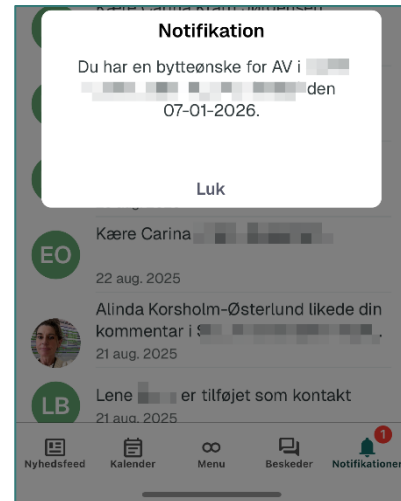 Notifikation
Du har en bytteønske for AV i
den
07-01-2026.
Luk
EO
Kære Carina
22 aug. 2025
Alinda Korsholm-Østerlund likede din
kommentar i
21 aug. 2025
LB
Lene er tilføjet som kontakt
21 aug. 2025
1
Nyhedsfeed
Kalender
Menu
Beskeder
Notifikationer